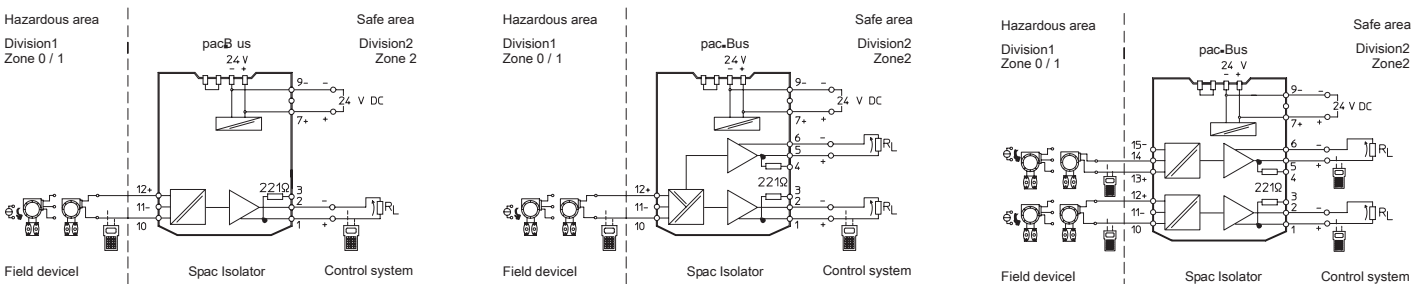 Hazardous area
Safe area
Division1
Zone 0 / 1
pacB us
Division2
Zone 2
24 V
- +
9-
-
24 V DC
7+
+
12+
11-
10
221Ω
3
2
1
-
+
RL
Field devicel
Spac Isolator
Control system
Hazardous area
Safe area
Division1
Zone 0 / 1
pac-Bus
Division2
Zone2
24 V
- +
9-
-
24 V DC
7+
+
6
5
4
-
+
RL
12+
11-
10
221Ω
3
2
1
-
+
RL
Field devicel
Spac Isolator
Control system
Hazardous area
Safe area
Division1
Zone 0 / 1
pac-Bus
Division2
Zone2
24 V
- +
9-
-
24 V DC
7+
+
15-
14
13+
6
5
4
-
+
RL
12+
11-
10
221Ω
3
2
1
-
+
RL
Field devicel
Spac Isolator
Control system